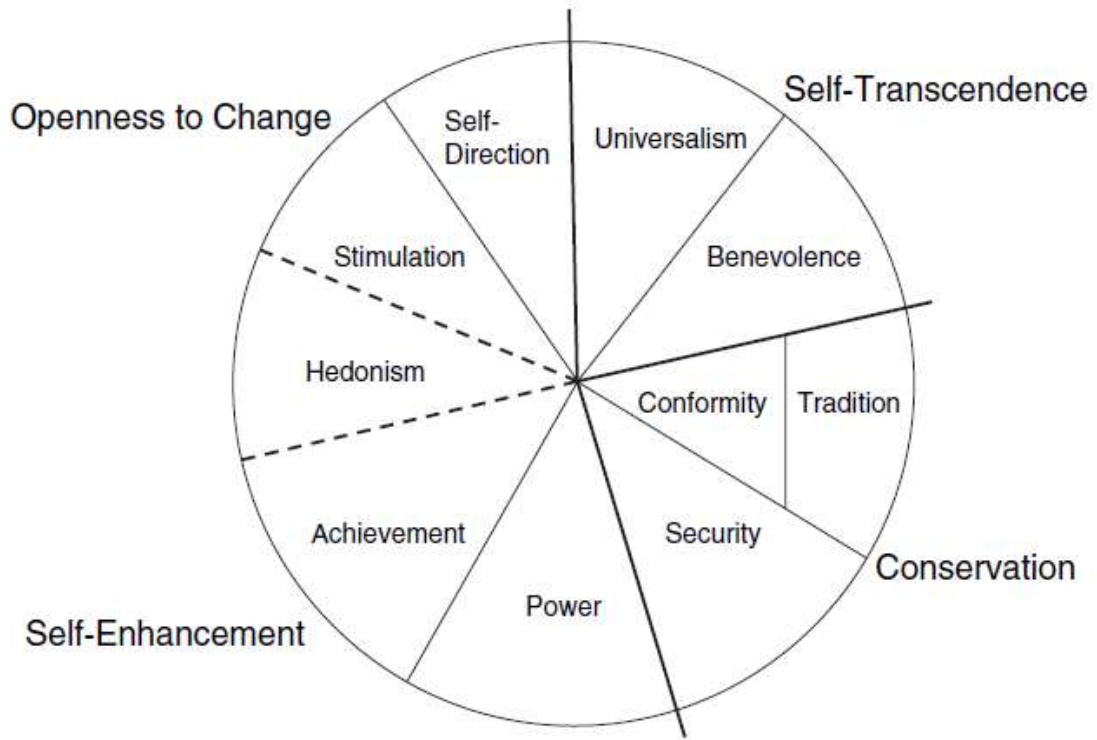 Self-Transcendence
Openness to Change
Self-
Direction
Universalism
Stimulation
Benevolence
Hedonism
Conformity
Tradition
Achievement
Security
Conservation
Power
Self-Enhancement